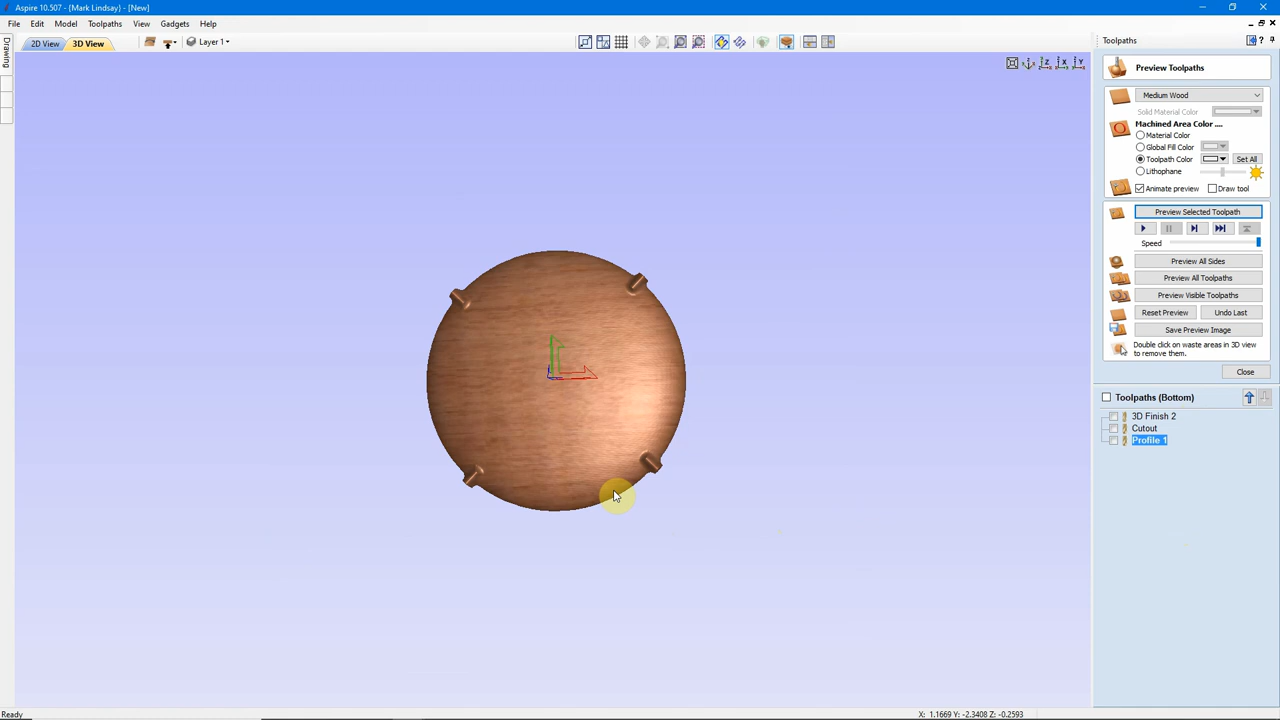 Aspire 10.507 - {Mark Lindsay} - [New]
File Edit Model Toolpaths View Gadgets Help
2D View 3D View Layer 1
Drawing
Z X Y
Toolpaths
Preview Toolpaths
Medium Wood
Solid Material Color
Machined Area Color ....
Material Color
Global Fill Color
Toolpath Color Set All
Lithophane
Animate preview Draw tool
Preview Selected Toolpath
Speed
Preview All Sides
Preview All Toolpaths
Preview Visible Toolpaths
Reset Preview Undo Last
Save Preview Image
Double click on waste areas in 3D view
to remove them.
Close
Toolpaths (Bottom)
3D Finish 2
Cutout
Profile 1
Ready X: 1.1669 Y: -2.3408 Z: -0.2593